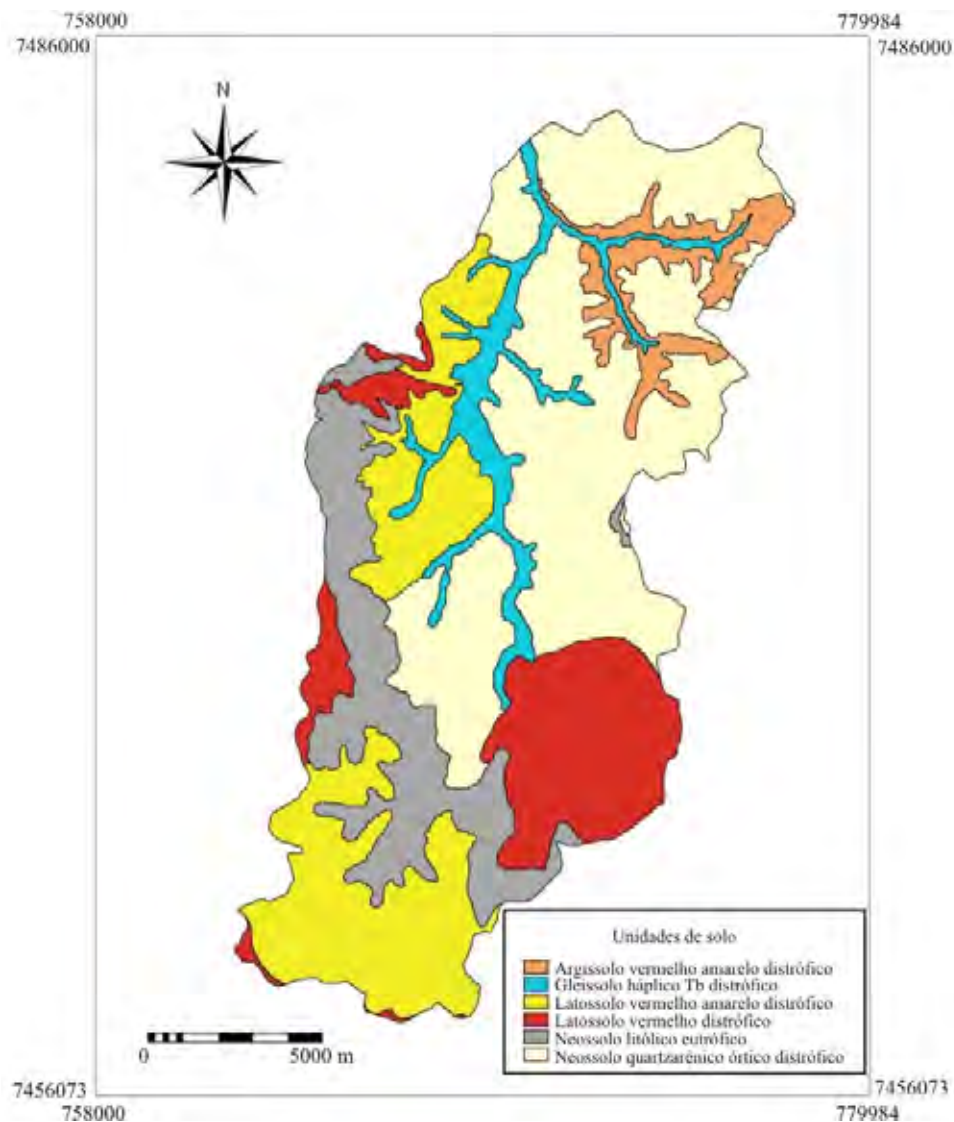 758000 779984
7486000 7486000
N
Unidades de solo
Argissolo vermelho amarelo distrófico
Gleissolo háplico Tb distrófico
Latossolo vermelho amarelo distrófico
Latossolo vermelho distrófico
Neossolo litólico eutrófico
Neossolo quartzarênico órtico distrófico
0 5000 m
7456073 7456073
758000 779984